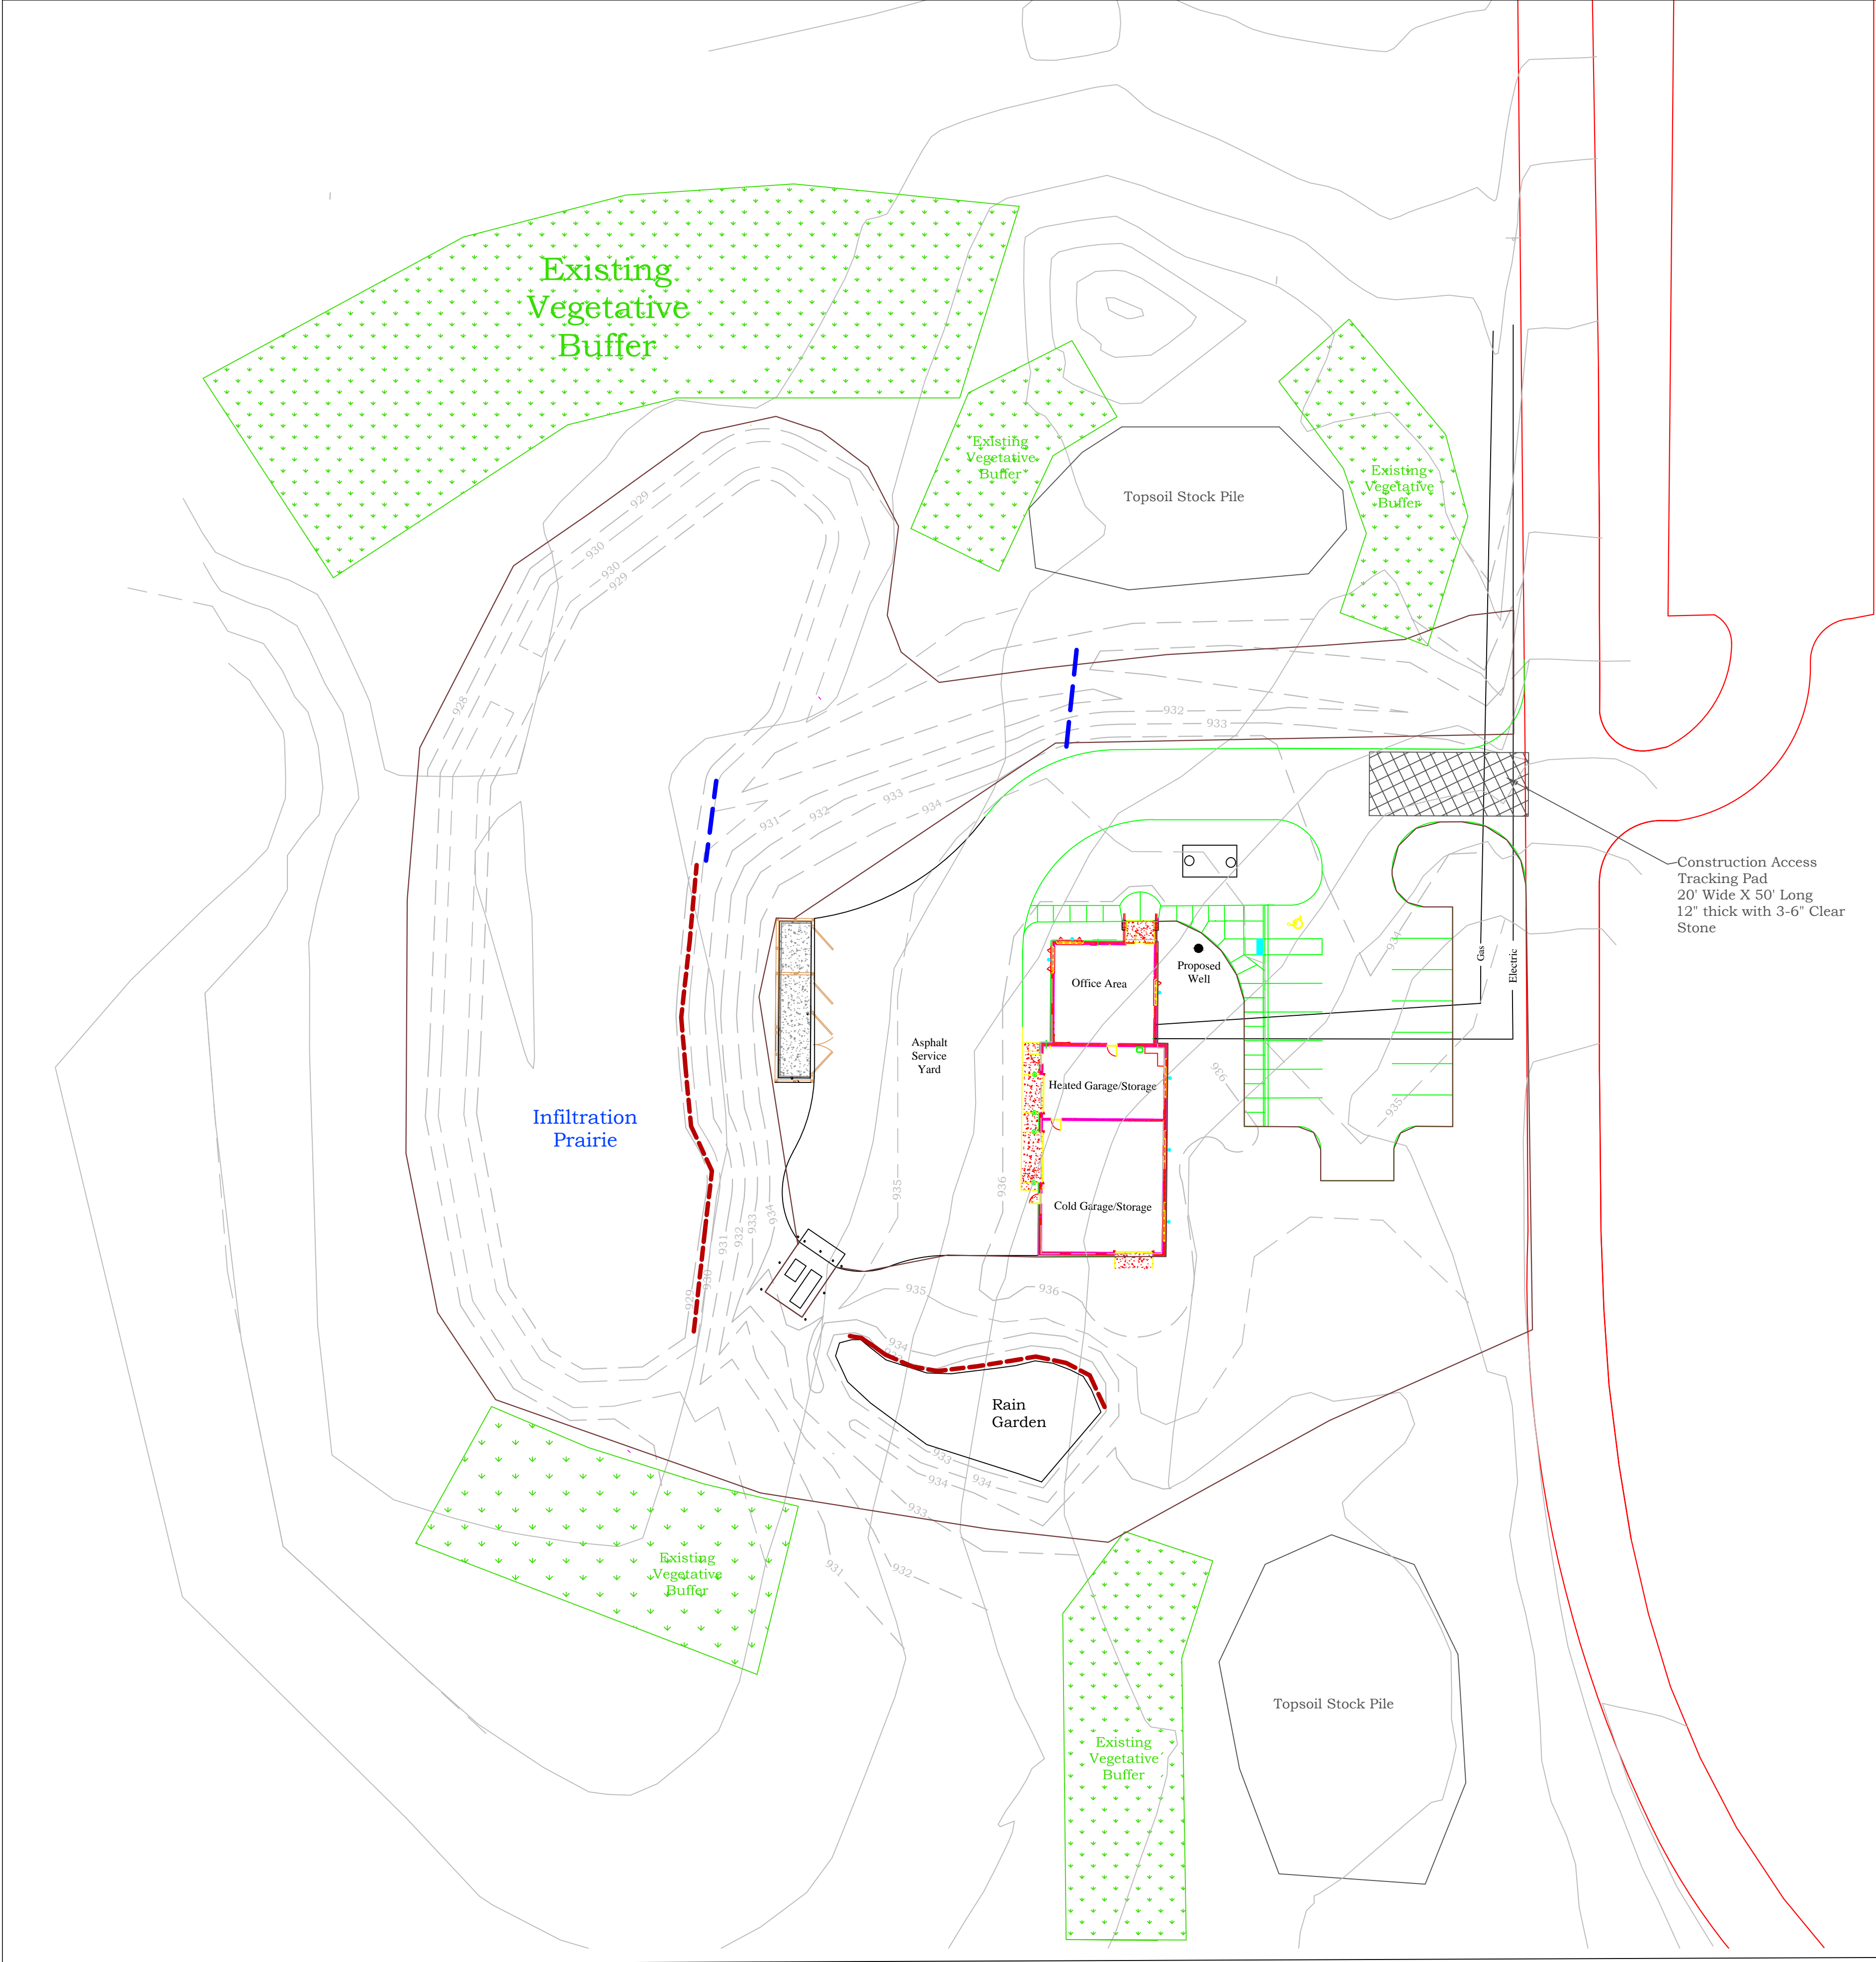 Existing
Vegetative
Buffer
Existing
Vegetative
Buffer
Topsoil Stock Pile
Existing
Vegetative
Buffer
929
930
930
929
928
932
933
933
934
932
931
Construction Access
Tracking Pad
20' Wide X 50' Long
12" thick with 3-6" Clear
Stone
Gas
Electric
934
Office Area
Proposed
Well
Asphalt
Service
Yard
Heated Garage/Storage
936
935
Infiltration
Prairie
935
936
Cold Garage/Storage
934
933
932
931
930
929
935
936
934
Rain
Garden
933
934
934
933
931
932
Existing
Vegetative
Buffer
Topsoil Stock Pile
Existing
Vegetative
Buffer